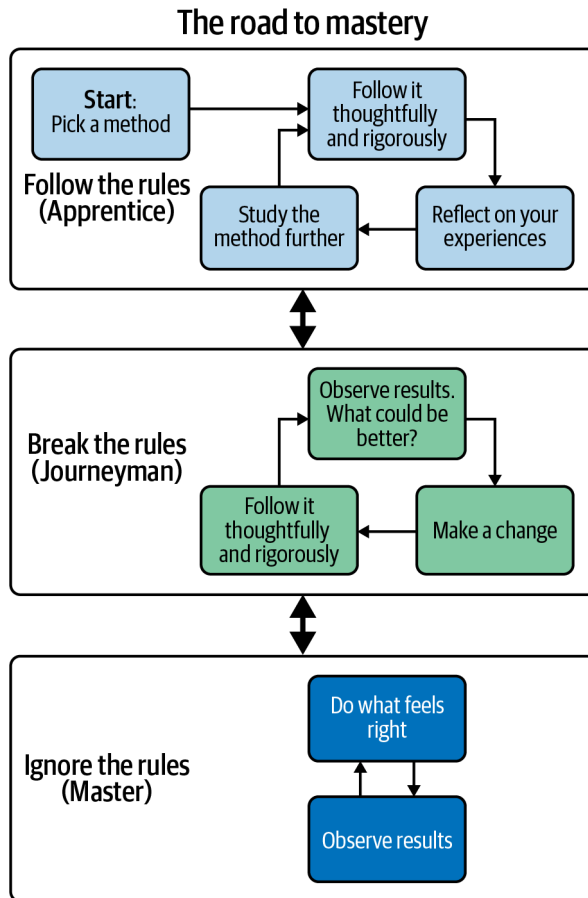 The road to mastery
Start:
Pick a method
Follow it
thoughtfully
and rigorously
Follow the rules
(Apprentice)
Study the
method further
Reflect on your
experiences
Break the rules
(Journeyman)
Observe results.
What could be
better?
Follow it
thoughtfully
and rigorously
Make a change
Ignore the rules
(Master)
Do what feels
right
Observe results